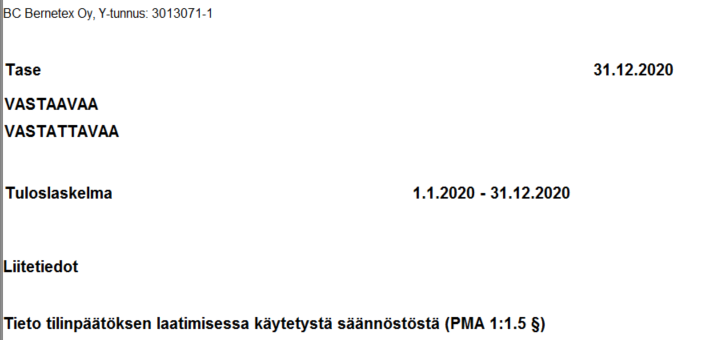 BC Bernetex Oy, Y-tunnus: 3013071-1
Tase 31.12.2020
VASTAAVAA
VASTATTAVAA
Tuloslaskelma 1.1.2020 - 31.12.2020
Liitetiedot
Tieto tilinpäätöksen laatimisessa käytetystä säännöstöstä (PMA 1:1.5 §)